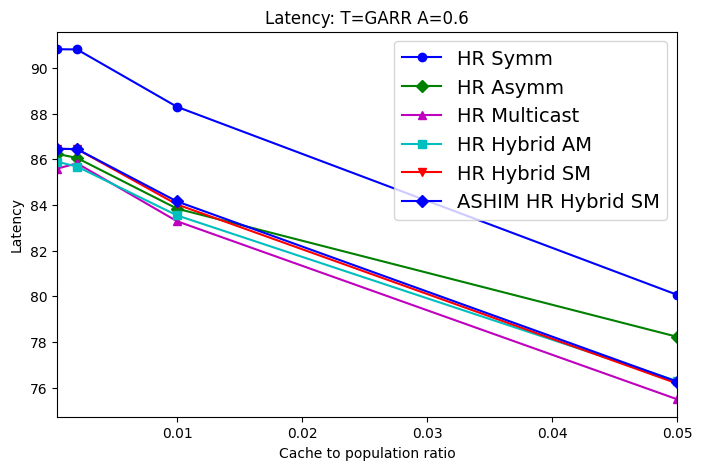 Latency: T=GARR A=0.6
HR Symm
HR Asymm
HR Multicast
HR Hybrid AM
HR Hybrid SM
ASHIM HR Hybrid SM
Latency
90
88
86
84
82
80
78
76
0.01
0.02
0.03
0.04
0.05
Cache to population ratio